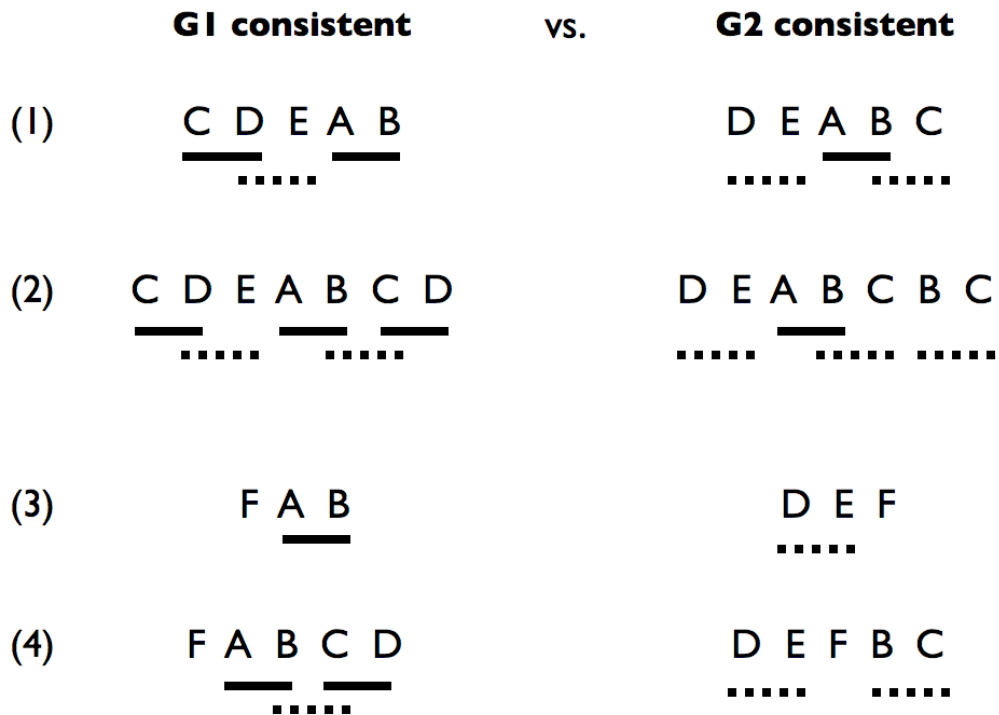 G1 consistent vs. G2 consistent
(1) C D E A B D E A B C
(2) C D E A B C D D E A B C B C
(3) F A B D E F
(4) F A B C D D E F B C